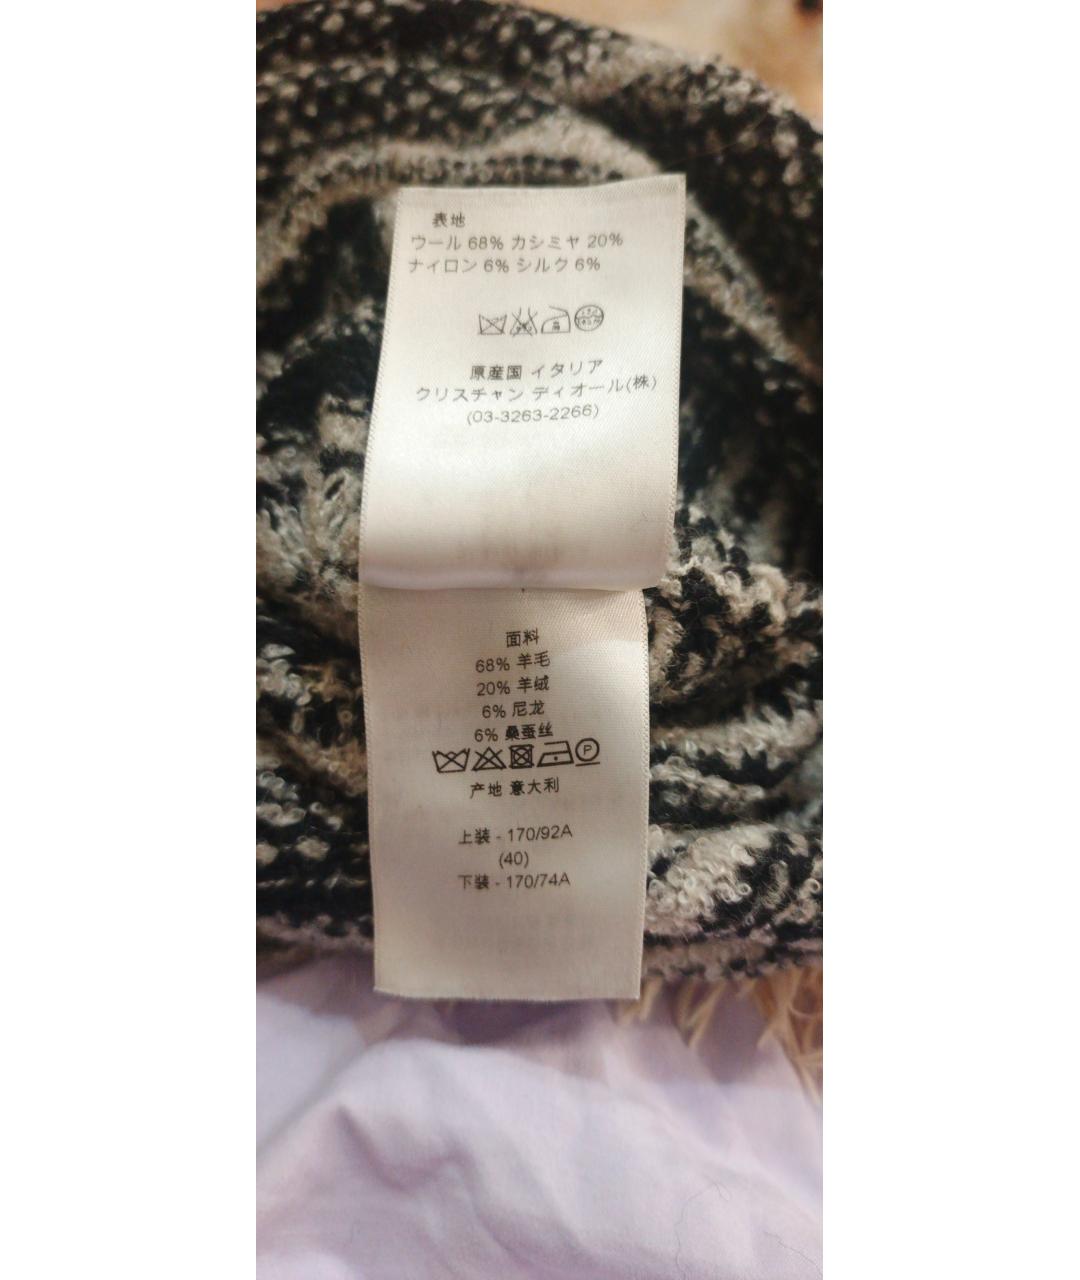 表地
ウール 68% カシミヤ 20%
ナイロン 6% シルク 6%
原産国 イタリア
クリスチャン ディオール(株)
(03-3263-2266)
面料
68% 羊毛
20% 羊绒
6% 尼龙
6% 桑蚕丝
P
产地 意大利
上装 - 170/92A
(40)
下装 - 170/74A